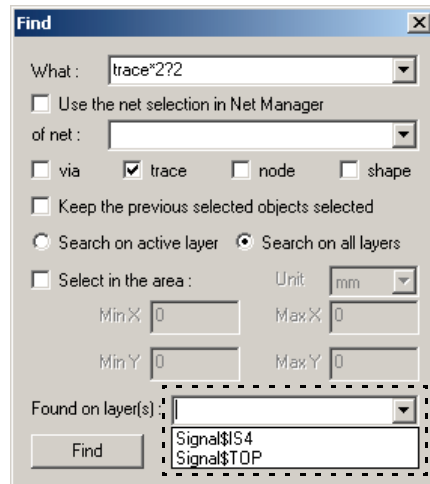 Find
What : trace*2?2
Use the net selection in Net Manager
of net :
via trace node shape
Keep the previous selected objects selected
Search on active layer Search on all layers
Select in the area : Unit mm
Min X 0 Max X 0
Min Y 0 Max Y 0
Found on layer(s) :
Signal$IS4
Find Signal$TOP